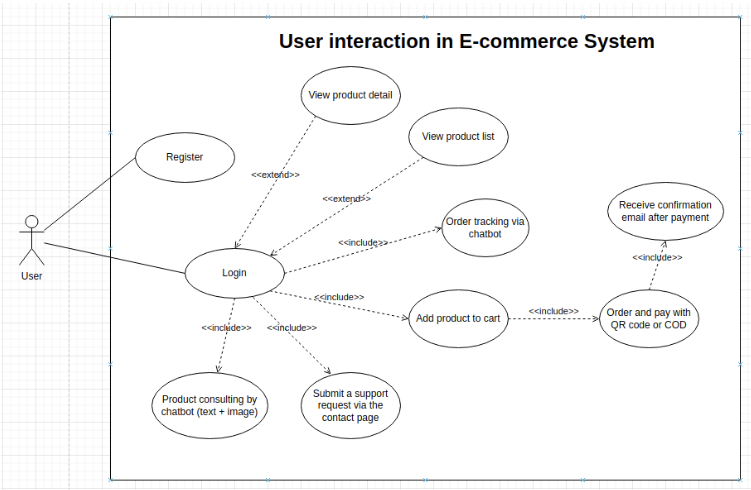 User interaction in E-commerce System
View product detail
View product list
Register
<<extend>>
<<extend>>
Receive confirmation
email after payment
Order tracking via
chatbot
<<include>>
<<include>>
User
Login
<<include>>
Add product to cart
<<include>>
Order and pay with
QR code or COD
<<include>>
<<include>>
Product consulting by
chatbot (text + image)
Submit a support
request via the
contact page